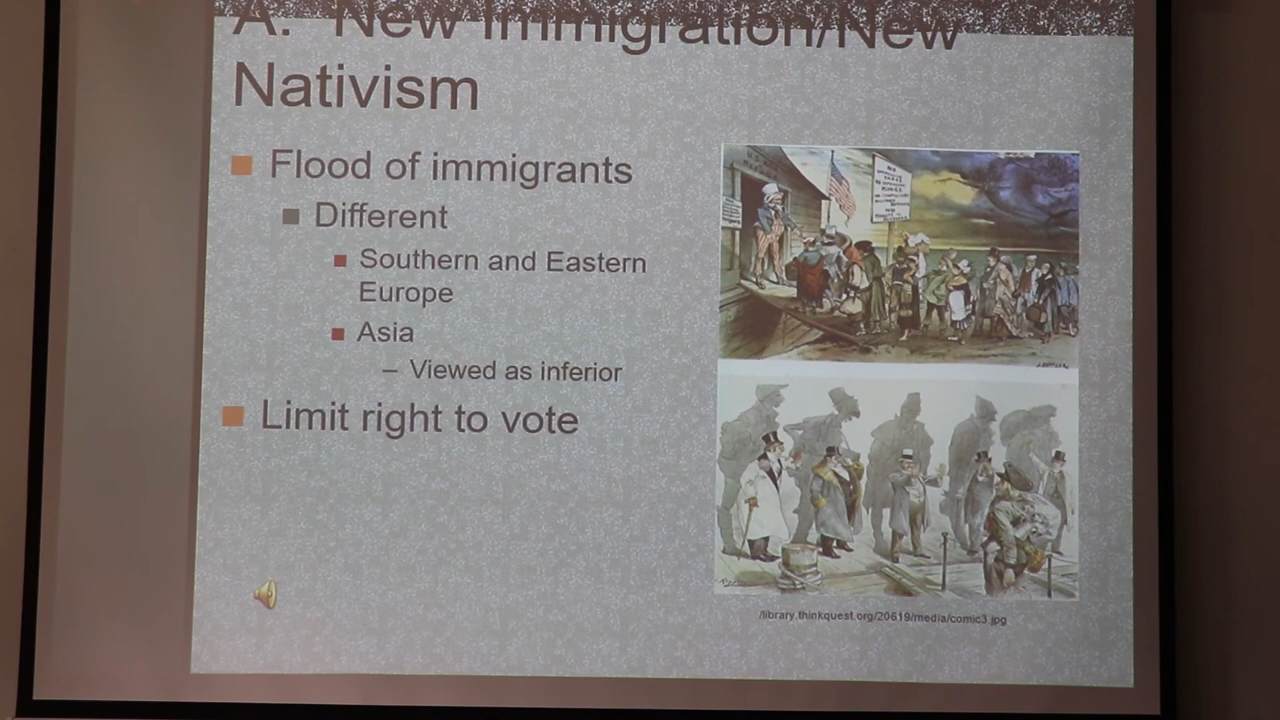 A. New Immigration/New
Nativism
Flood of immigrants
Different
Southern and Eastern
Europe
Asia
– Viewed as inferior
Limit right to vote
/library.thinkquest.org/20619/media/comic3.jpg